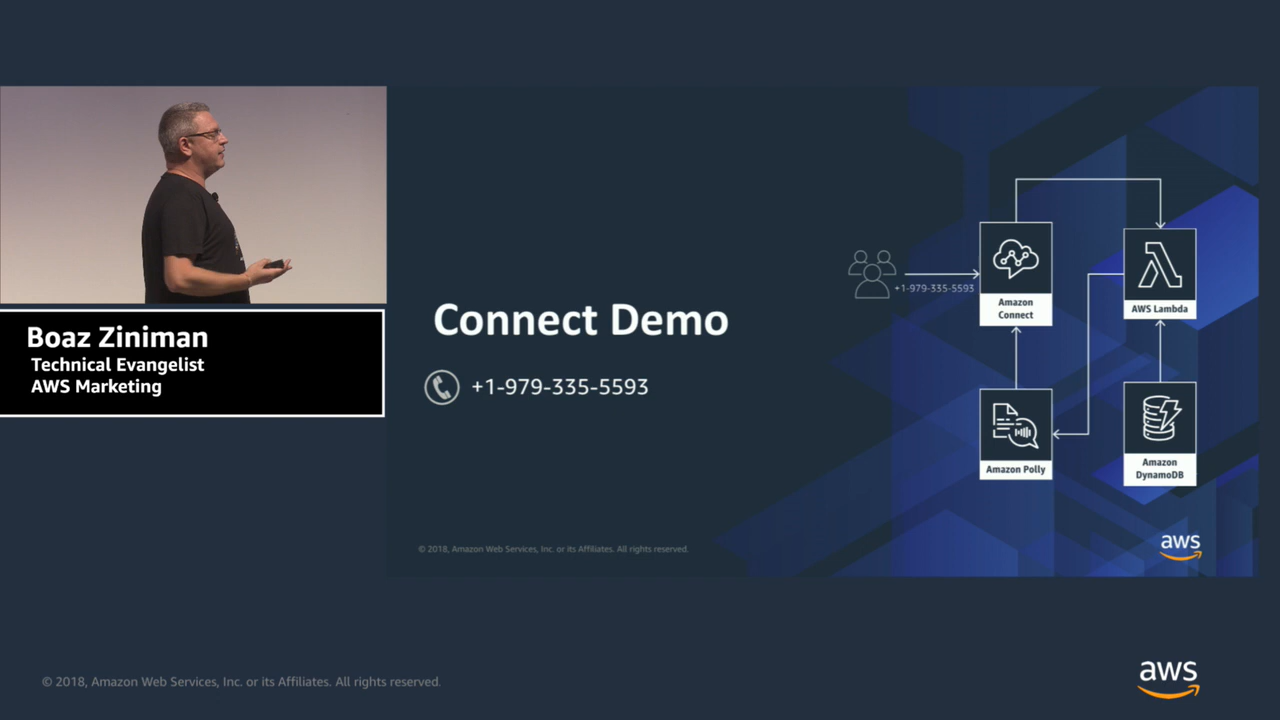 Boaz Ziniman
Technical Evangelist
AWS Marketing
Connect Demo
+1-979-335-5593
+1-979-335-5593
Amazon
Connect
AWS Lambda
Amazon Polly
Amazon
DynamoDB
© 2018, Amazon Web Services, Inc. or its Affiliates. All rights reserved.
aws
© 2018, Amazon Web Services, Inc. or its Affiliates. All rights reserved.
aws